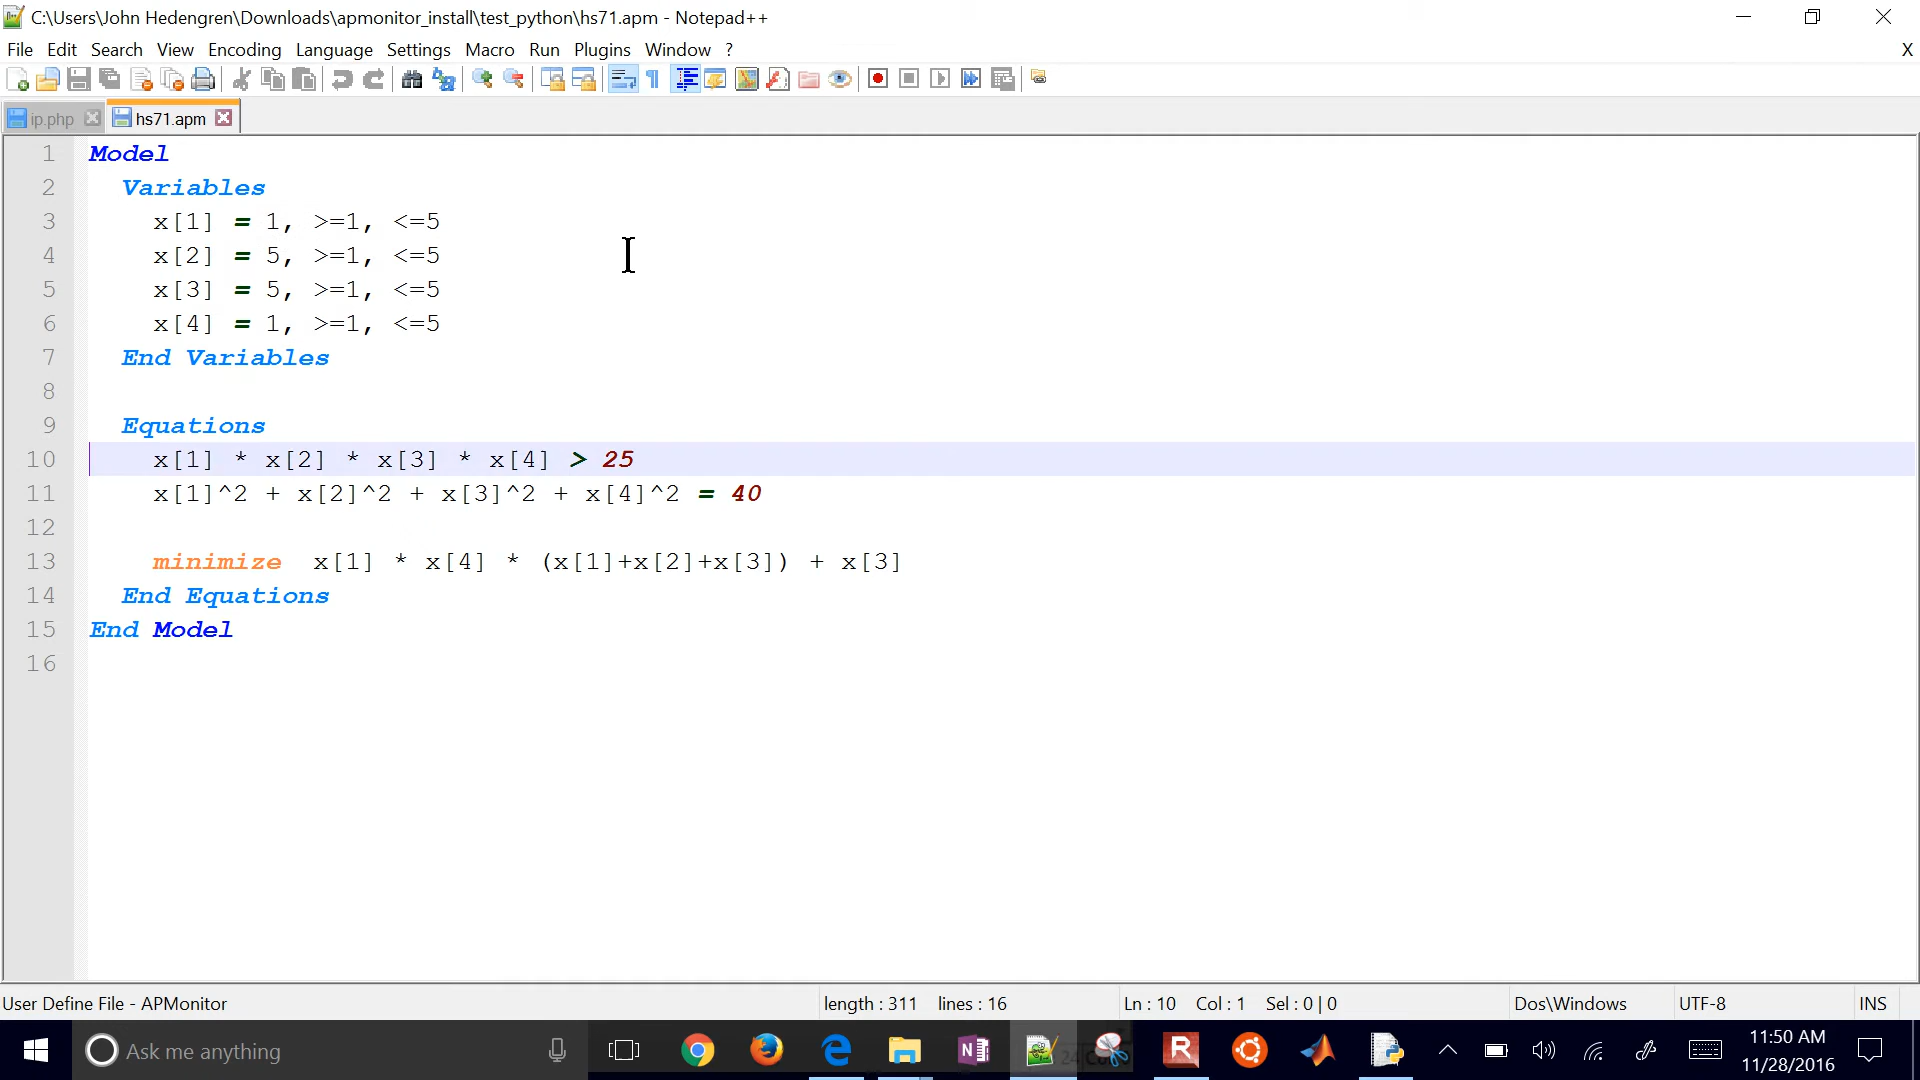 C:\Users\John Hedengren\Downloads\apmonitor_install\test_python\hs71.apm - Notepad++
File Edit Search View Encoding Language Settings Macro Run Plugins Window ? X
ip.php hs71.apm
1 Model
2 Variables
3 x[1] = 1, >=1, <=5
4 x[2] = 5, >=1, <=5
5 x[3] = 5, >=1, <=5
6 x[4] = 1, >=1, <=5
7 End Variables
8
9 Equations
10 x[1] * x[2] * x[3] * x[4] > 25
11 x[1]^2 + x[2]^2 + x[3]^2 + x[4]^2 = 40
12
13 minimize x[1] * x[4] * (x[1]+x[2]+x[3]) + x[3]
14 End Equations
15 End Model
16
User Define File - APMonitor length : 311 lines : 16 Ln : 10 Col : 1 Sel : 0 | 0 Dos\Windows UTF-8 INS
Ask me anything
11:50 AM
11/28/2016